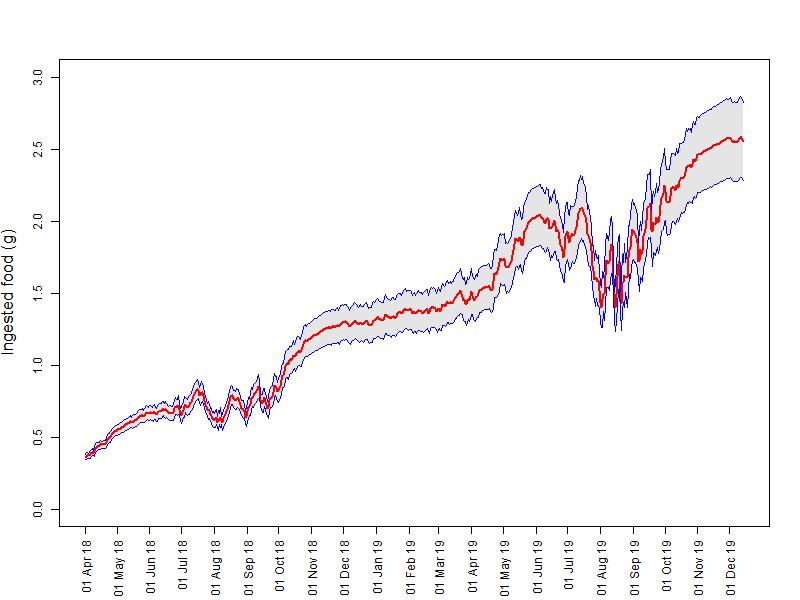 Ingested food (g)
3.0
2.5
2.0
1.5
1.0
0.5
0.0
01 Apr 18
01 May 18
01 Jun 18
01 Jul 18
01 Aug 18
01 Sep 18
01 Oct 18
01 Nov 18
01 Dec 18
01 Jan 19
01 Feb 19
01 Mar 19
01 Apr 19
01 May 19
01 Jun 19
01 Jul 19
01 Aug 19
01 Sep 19
01 Oct 19
01 Nov 19
01 Dec 19